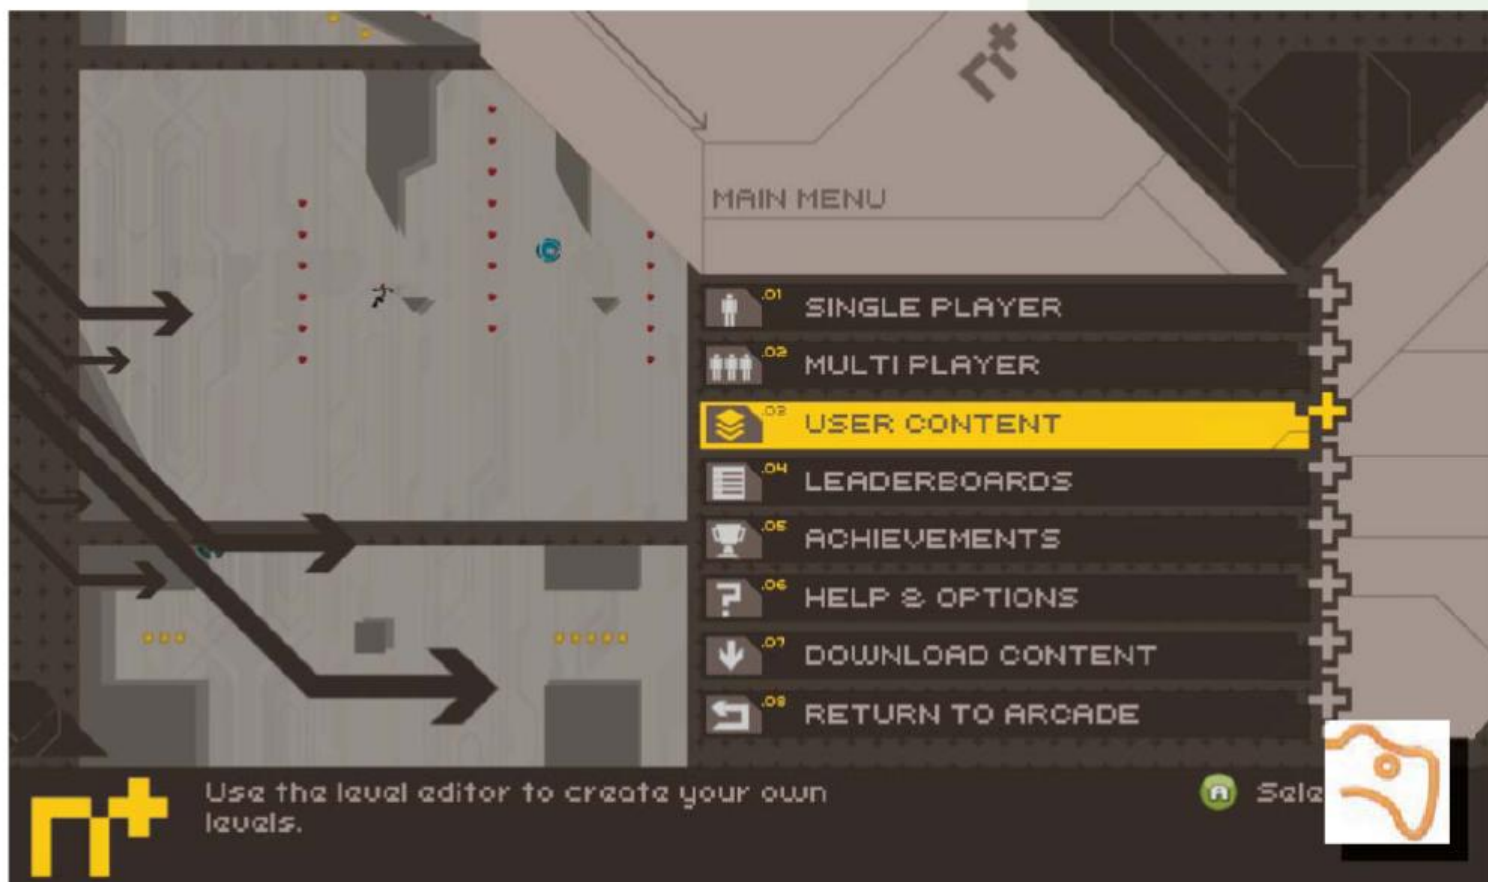 MAIN MENU
.01 SINGLE PLAYER
.02 MULTI PLAYER
.03 USER CONTENT
.04 LEADERBOARDS
.05 ACHIEVEMENTS
.06 HELP & OPTIONS
.07 DOWNLOAD CONTENT
.08 RETURN TO ARCADE
n+
Use the level editor to create your own
levels.
A